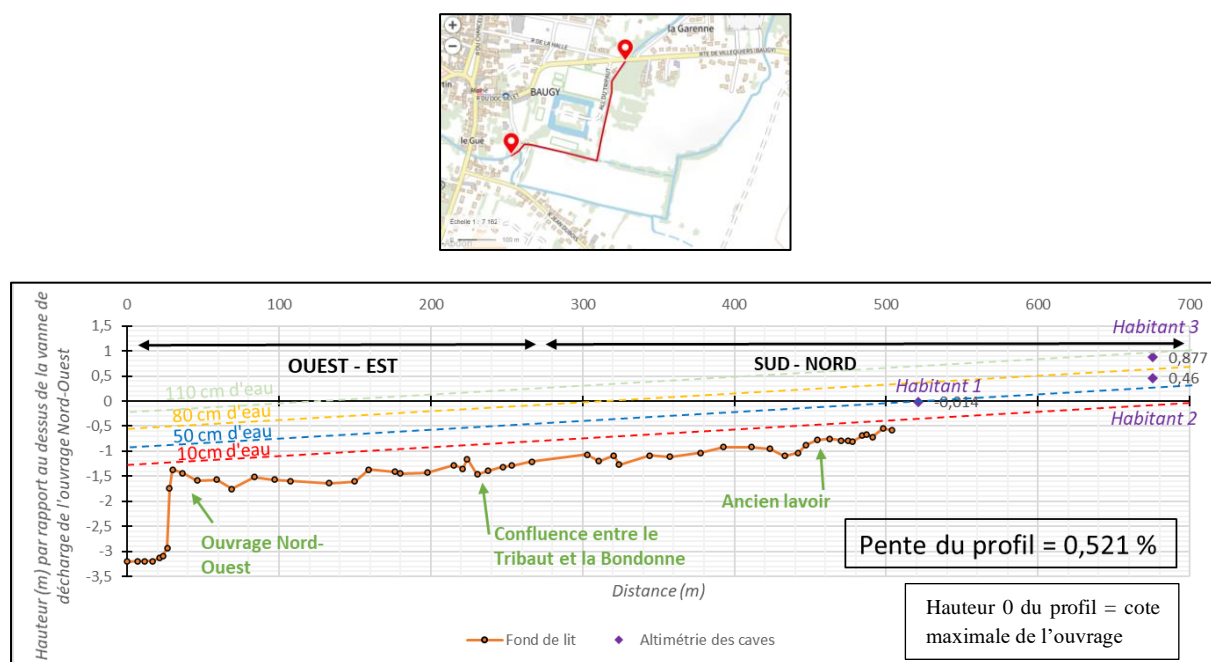 +
−
la Garenne
R DE LA HALLE
RTE DE VILLEQUIERS (BAUGY)
BAUGY
le Gué
Échelle 1 : 7 162
100 m
0
100
200
300
400
500
600
700
1,5
1
0,5
0
-0,5
-1
-1,5
-2
-2,5
-3
-3,5
Hauteur (m) par rapport au dessus de la vanne de
décharge de l'ouvrage Nord-Ouest
OUEST - EST
SUD - NORD
Habitant 3
0,877
0,46
Habitant 1
-0,014
Habitant 2
110 cm d'eau
80 cm d'eau
50 cm d'eau
10cm d'eau
Ancien lavoir
Ouvrage Nord-
Ouest
Confluence entre le
Tribaut et la Bondonne
Pente du profil = 0,521 %
Distance (m)
Hauteur 0 du profil = cote
maximale de l’ouvrage
Fond de lit
Altimétrie des caves